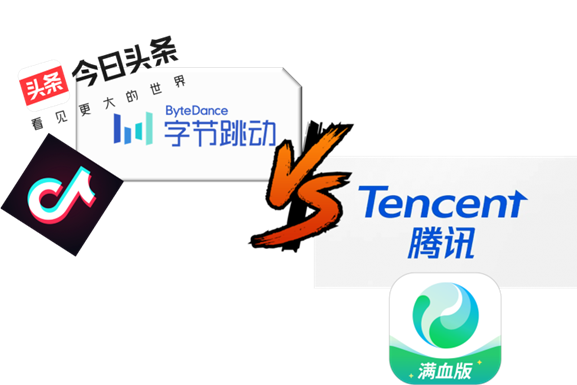 头条 今日头条
看见更大的世界
ByteDance
字节跳动
VS
Tencent
腾讯
满血版